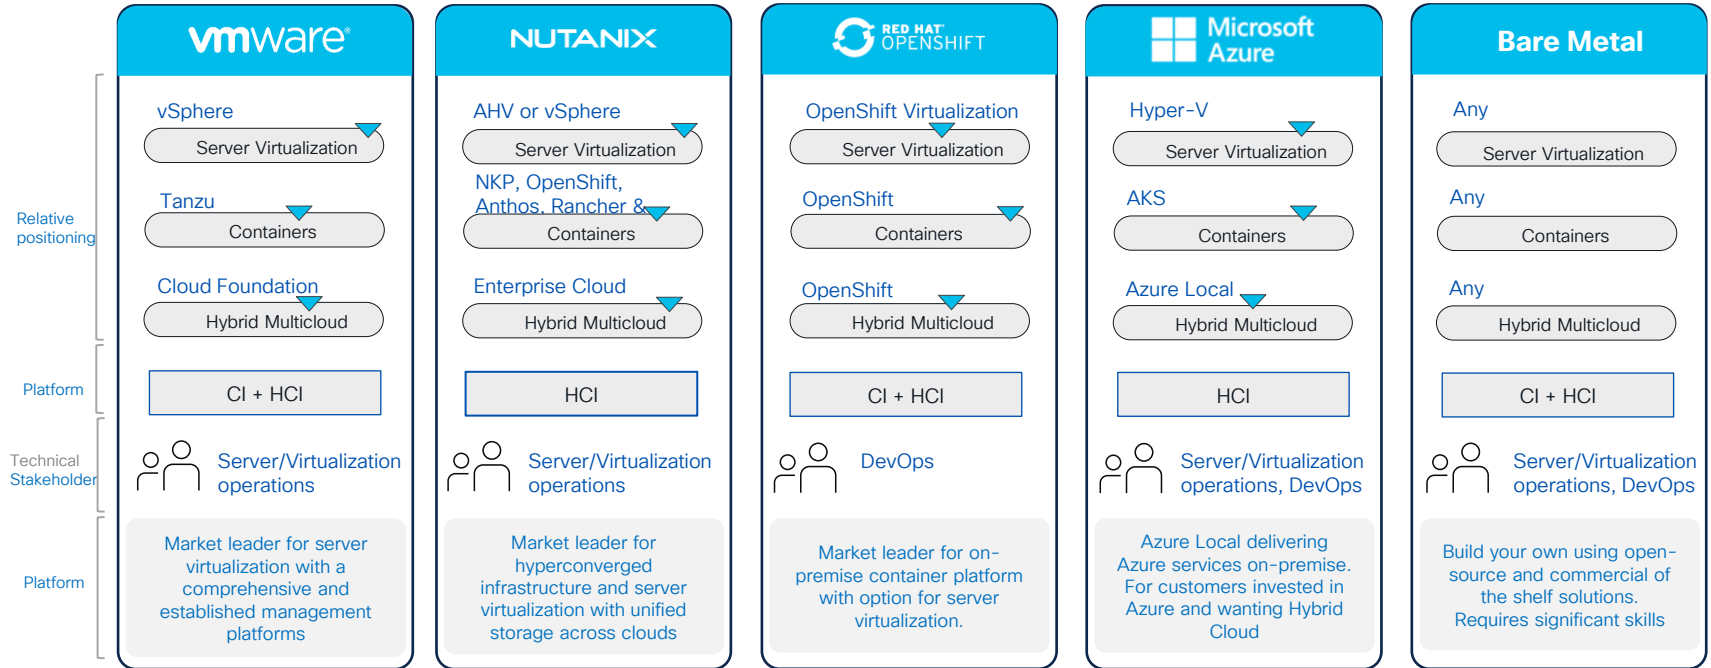 vmware®
NUTANIX
RED HAT®
OPENSHIFT
Microsoft
Azure
Bare Metal
Relative
positioning
vSphere
Server Virtualization
Tanzu
Containers
Cloud Foundation
Hybrid Multicloud
AHV or vSphere
Server Virtualization
NKP, OpenShift,
Anthos, Rancher &
Containers
Enterprise Cloud
Hybrid Multicloud
OpenShift Virtualization
Server Virtualization
OpenShift
Containers
OpenShift
Hybrid Multicloud
Hyper-V
Server Virtualization
AKS
Containers
Azure Local
Hybrid Multicloud
Any
Server Virtualization
Any
Containers
Any
Hybrid Multicloud
Platform
CI + HCI
HCI
CI + HCI
HCI
CI + HCI
Technical
Stakeholder
Server/Virtualization
operations
Server/Virtualization
operations
DevOps
Server/Virtualization
operations, DevOps
Server/Virtualization
operations, DevOps
Platform
Market leader for server
virtualization with a
comprehensive and
established management
platforms
Market leader for
hyperconverged
infrastructure and server
virtualization with unified
storage across clouds
Market leader for on-
premise container platform
with option for server
virtualization.
Azure Local delivering
Azure services on-premise.
For customers invested in
Azure and wanting Hybrid
Cloud
Build your own using open-
source and commercial of
the shelf solutions.
Requires significant skills